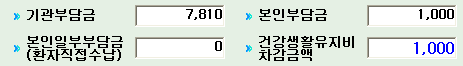 기관부담금 7,810 본인부담금 1,000
본인일부부담금 0 건강생활유지비 1,000
(환자직접수납) 차감금액